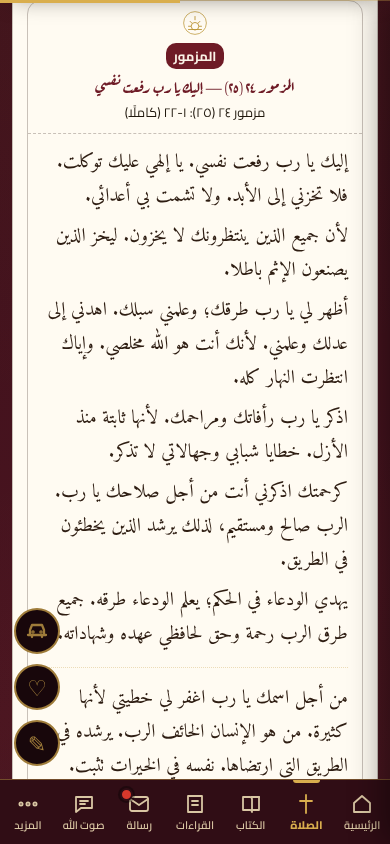 المزمور
المزمور ٢٤ (٢٥) — إليك يا رب رفعت نفسي
مزمور ٢٤ (٢٥): ١-٢٢ (كاملًا)
إليك يا رب رفعت نفسي. يا إلهي عليك توكلت.
فلا تخزني إلى الأبد. ولا تشمت بي أعدائي.
لأن جميع الذين ينتظرونك لا يخزون. ليخز الذين
يصنعون الإثم باطلا.
أظهر لي يا رب طرقك؛ وعلمني سبلك. اهدني إلى
عدلك وعلمني. لأنك أنت هو الله مخلصي. وإياك
انتظرت النهار كله.
اذكر يا رب رأفاتك ومراحمك. لأنها ثابتة منذ
الأزل. خطايا شبابي وجهالاتي لا تذكر.
كرحمتك اذكرني أنت من أجل صلاحك يا رب.
الرب صالح ومستقيم، لذلك يرشد الذين يخطئون
في الطريق.
يهدي الودعاء في الحكم؛ يعلم الودعاء طرقه. جميع
طرق الرب رحمة وحق لحافظي عهده وشهاداته.
من أجل اسمك يا رب اغفر لي خطيتي لأنها
كثيرة. من هو الإنسان الخائف الرب. يرشده في
الطريق التي ارتضاها. نفسه في الخيرات تثبت.
الرئيسية
الصلاة
الكتاب
القراءات
رسالة
صوت الله
المزيد